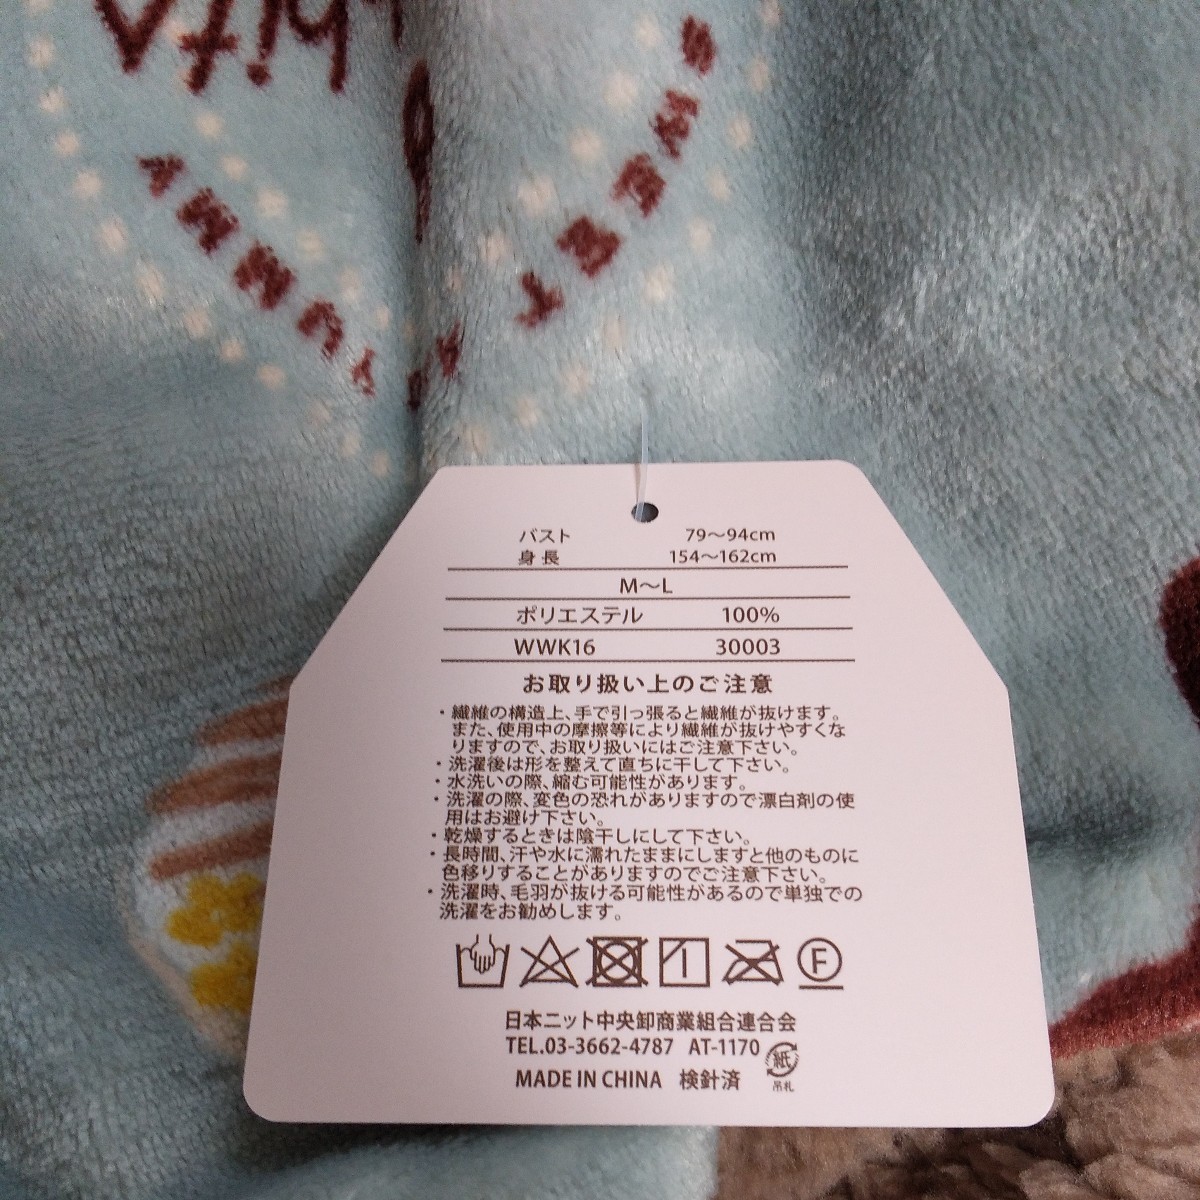 YUMMY
SWEET
バスト 79〜94cm
身長 154〜162cm
M〜L
ポリエステル 100%
WWK16 30003
お取り扱い上のご注意
・繊維の構造上、手で引っ張ると繊維が抜けます。
また、使用中の摩擦等により繊維が抜けやすくな
りますので、お取り扱いにはご注意下さい。
・洗濯後は形を整えて直ちに干して下さい。
・水洗いの際、縮む可能性があります。
・洗濯の際、変色の恐れがありますので漂白剤の使
用はお避け下さい。
・乾燥するときは陰干しにして下さい。
・長時間、汗や水に濡れたままにしますと他のものに
色移りすることがありますのでご注意下さい。
・洗濯時、毛羽が抜ける可能性があるので単独での
洗濯をお勧めします。
F
日本ニット中央卸商業組合連合会
TEL.03-3662-4787 AT-1170
紙
吊札
MADE IN CHINA 検針済